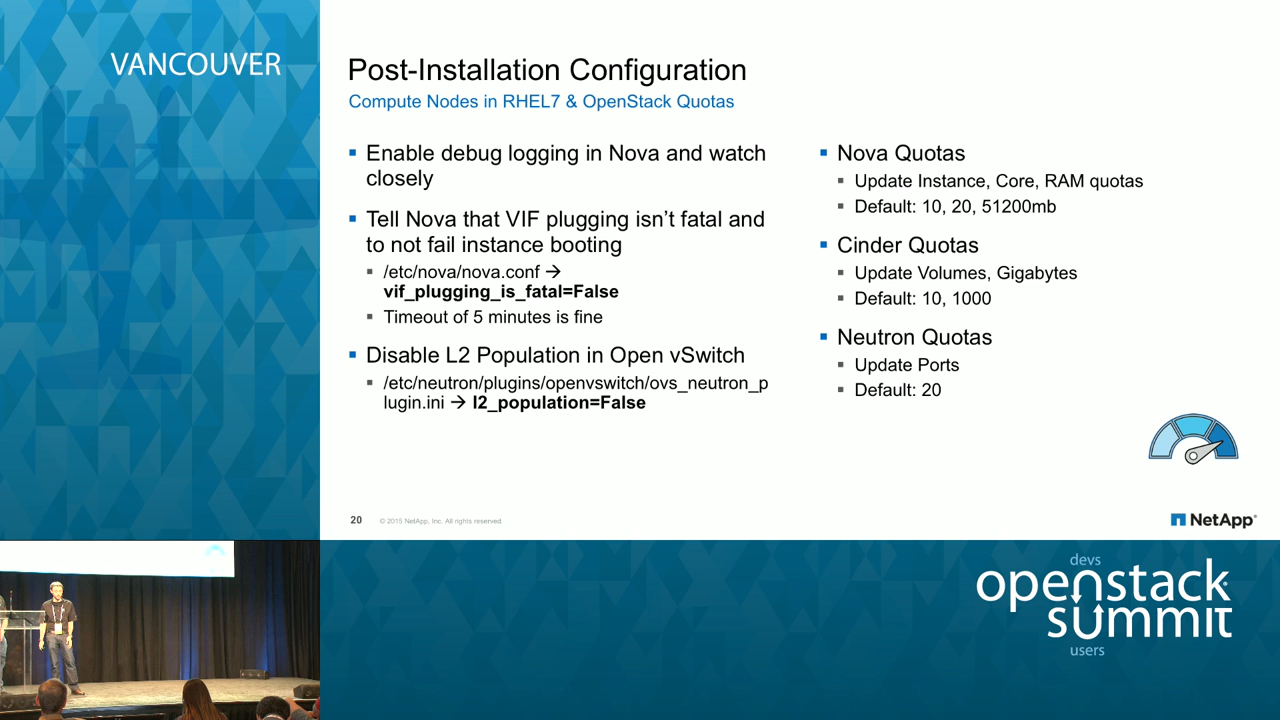 VANCOUVER
Post-Installation Configuration
Compute Nodes in RHEL7 & OpenStack Quotas
▪ Enable debug logging in Nova and watch
closely
▪ Tell Nova that VIF plugging isn’t fatal and
to not fail instance booting
▪ /etc/nova/nova.conf →
vif_plugging_is_fatal=False
▪ Timeout of 5 minutes is fine
▪ Disable L2 Population in Open vSwitch
▪ /etc/neutron/plugins/openvswitch/ovs_neutron_p
lugin.ini → l2_population=False
▪ Nova Quotas
▪ Update Instance, Core, RAM quotas
▪ Default: 10, 20, 51200mb
▪ Cinder Quotas
▪ Update Volumes, Gigabytes
▪ Default: 10, 1000
▪ Neutron Quotas
▪ Update Ports
▪ Default: 20
20 © 2015 NetApp, Inc. All rights reserved.
NetApp®
devs
openstack
summit
users